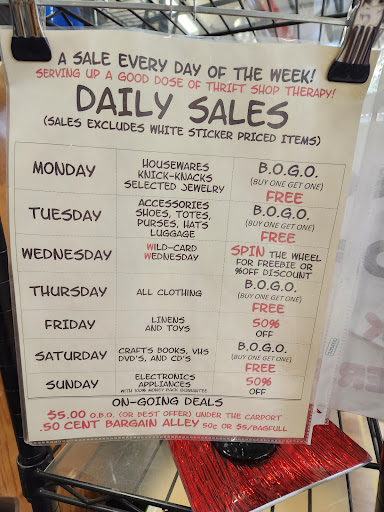 A SALE EVERY DAY OF THE WEEK!
SERVING UP A GOOD DOSE OF THRIFT SHOP THERAPY!
DAILY SALES
(SALES EXCLUDES WHITE STICKER PRICED ITEMS)
MONDAY
HOUSEWARES
KNICK-KNACKS
SELECTED JEWELRY
B.O.G.O.
(BUY ONE GET ONE)
FREE
TUESDAY
ACCESSORIES
SHOES, TOTES,
PURSES, HATS
LUGGAGE
B.O.G.O.
(BUY ONE GET ONE)
FREE
WEDNESDAY
WILD-CARD
WEDNESDAY
SPIN THE WHEEL
FOR FREEBIE OR
%OFF DISCOUNT
THURSDAY
ALL CLOTHING
B.O.G.O.
(BUY ONE GET ONE)
FREE
FRIDAY
LINENS
AND TOYS
50%
OFF
SATURDAY
CRAFTS BOOKS, VHS
DVD'S, AND CD'S
B.O.G.O.
(BUY ONE GET ONE)
FREE
SUNDAY
ELECTRONICS
APPLIANCES
WITH 100% MONEY BACK GUARANTEE
50%
OFF
ON-GOING DEALS
$5.00 O.B.O. (OR BEST OFFER) UNDER THE CARPORT
.50 CENT BARGAIN ALLEY 50¢ OR 5$/BAGFULL